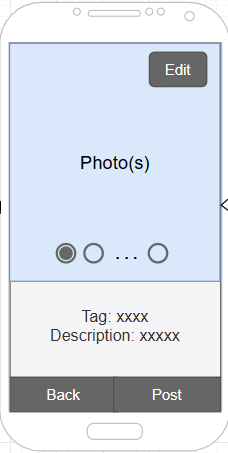 Edit
Photo(s)
...
Tag: xxxx
Description: xxxxx
Back
Post